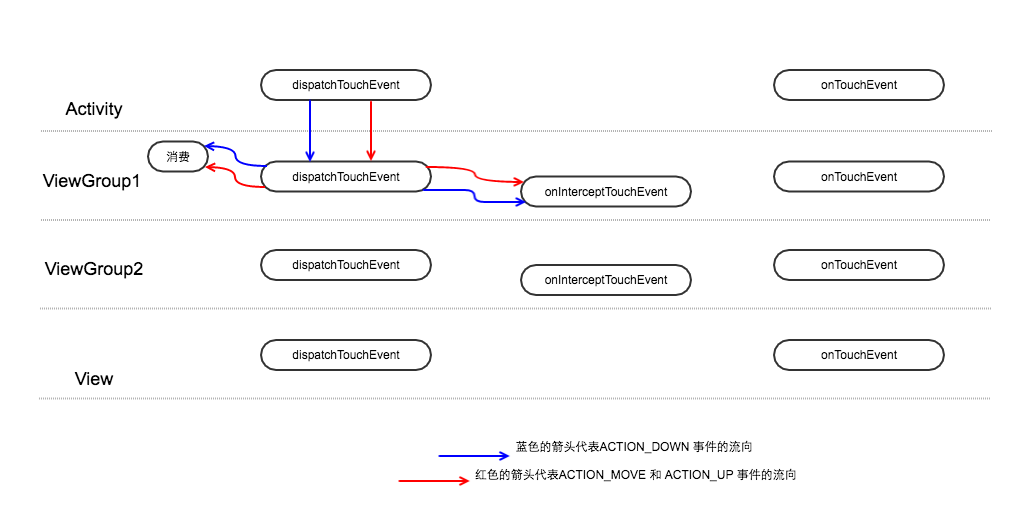 dispatchTouchEvent
onTouchEvent
Activity
消费
ViewGroup1
dispatchTouchEvent
onInterceptTouchEvent
onTouchEvent
ViewGroup2
dispatchTouchEvent
onInterceptTouchEvent
onTouchEvent
dispatchTouchEvent
onTouchEvent
View
蓝色的箭头代表ACTION_DOWN 事件的流向
红色的箭头代表ACTION_MOVE 和 ACTION_UP 事件的流向